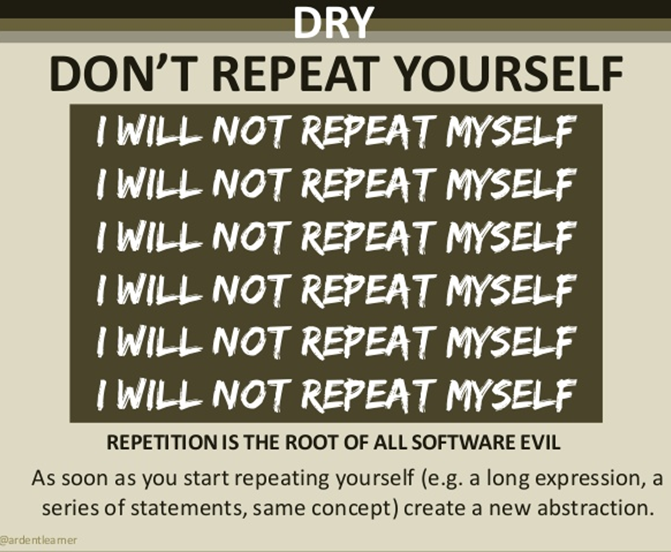 DRY
DON’T REPEAT YOURSELF
I WILL NOT REPEAT MYSELF
I WILL NOT REPEAT MYSELF
I WILL NOT REPEAT MYSELF
I WILL NOT REPEAT MYSELF
I WILL NOT REPEAT MYSELF
I WILL NOT REPEAT MYSELF
REPETITION IS THE ROOT OF ALL SOFTWARE EVIL
As soon as you start repeating yourself (e.g. a long expression, a
series of statements, same concept) create a new abstraction.
@ardentlearner